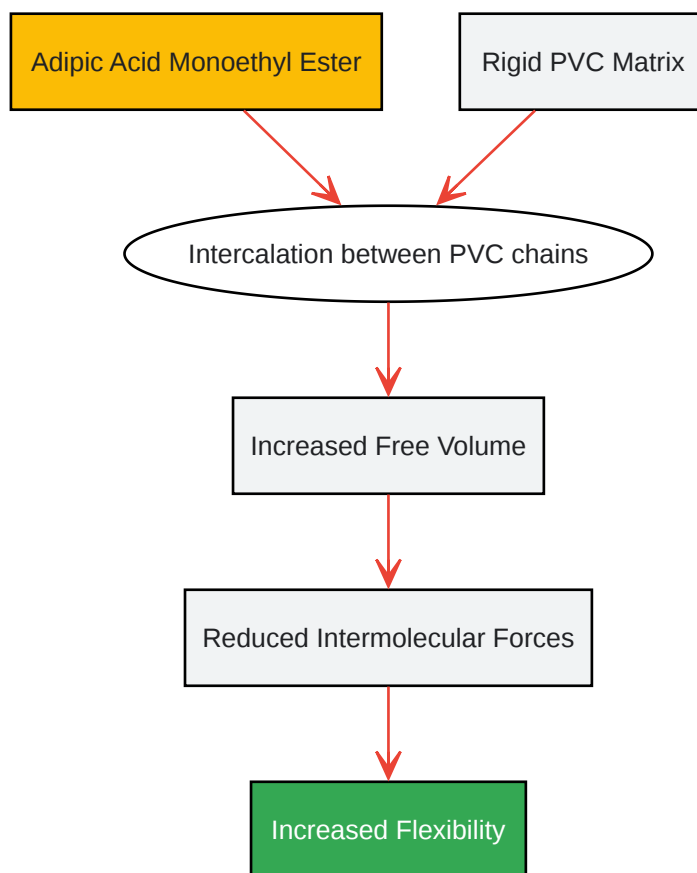 Adipic Acid Monoethyl Ester
Rigid PVC Matrix
Intercalation between PVC chains
Increased Free Volume
Reduced Intermolecular Forces
Increased Flexibility